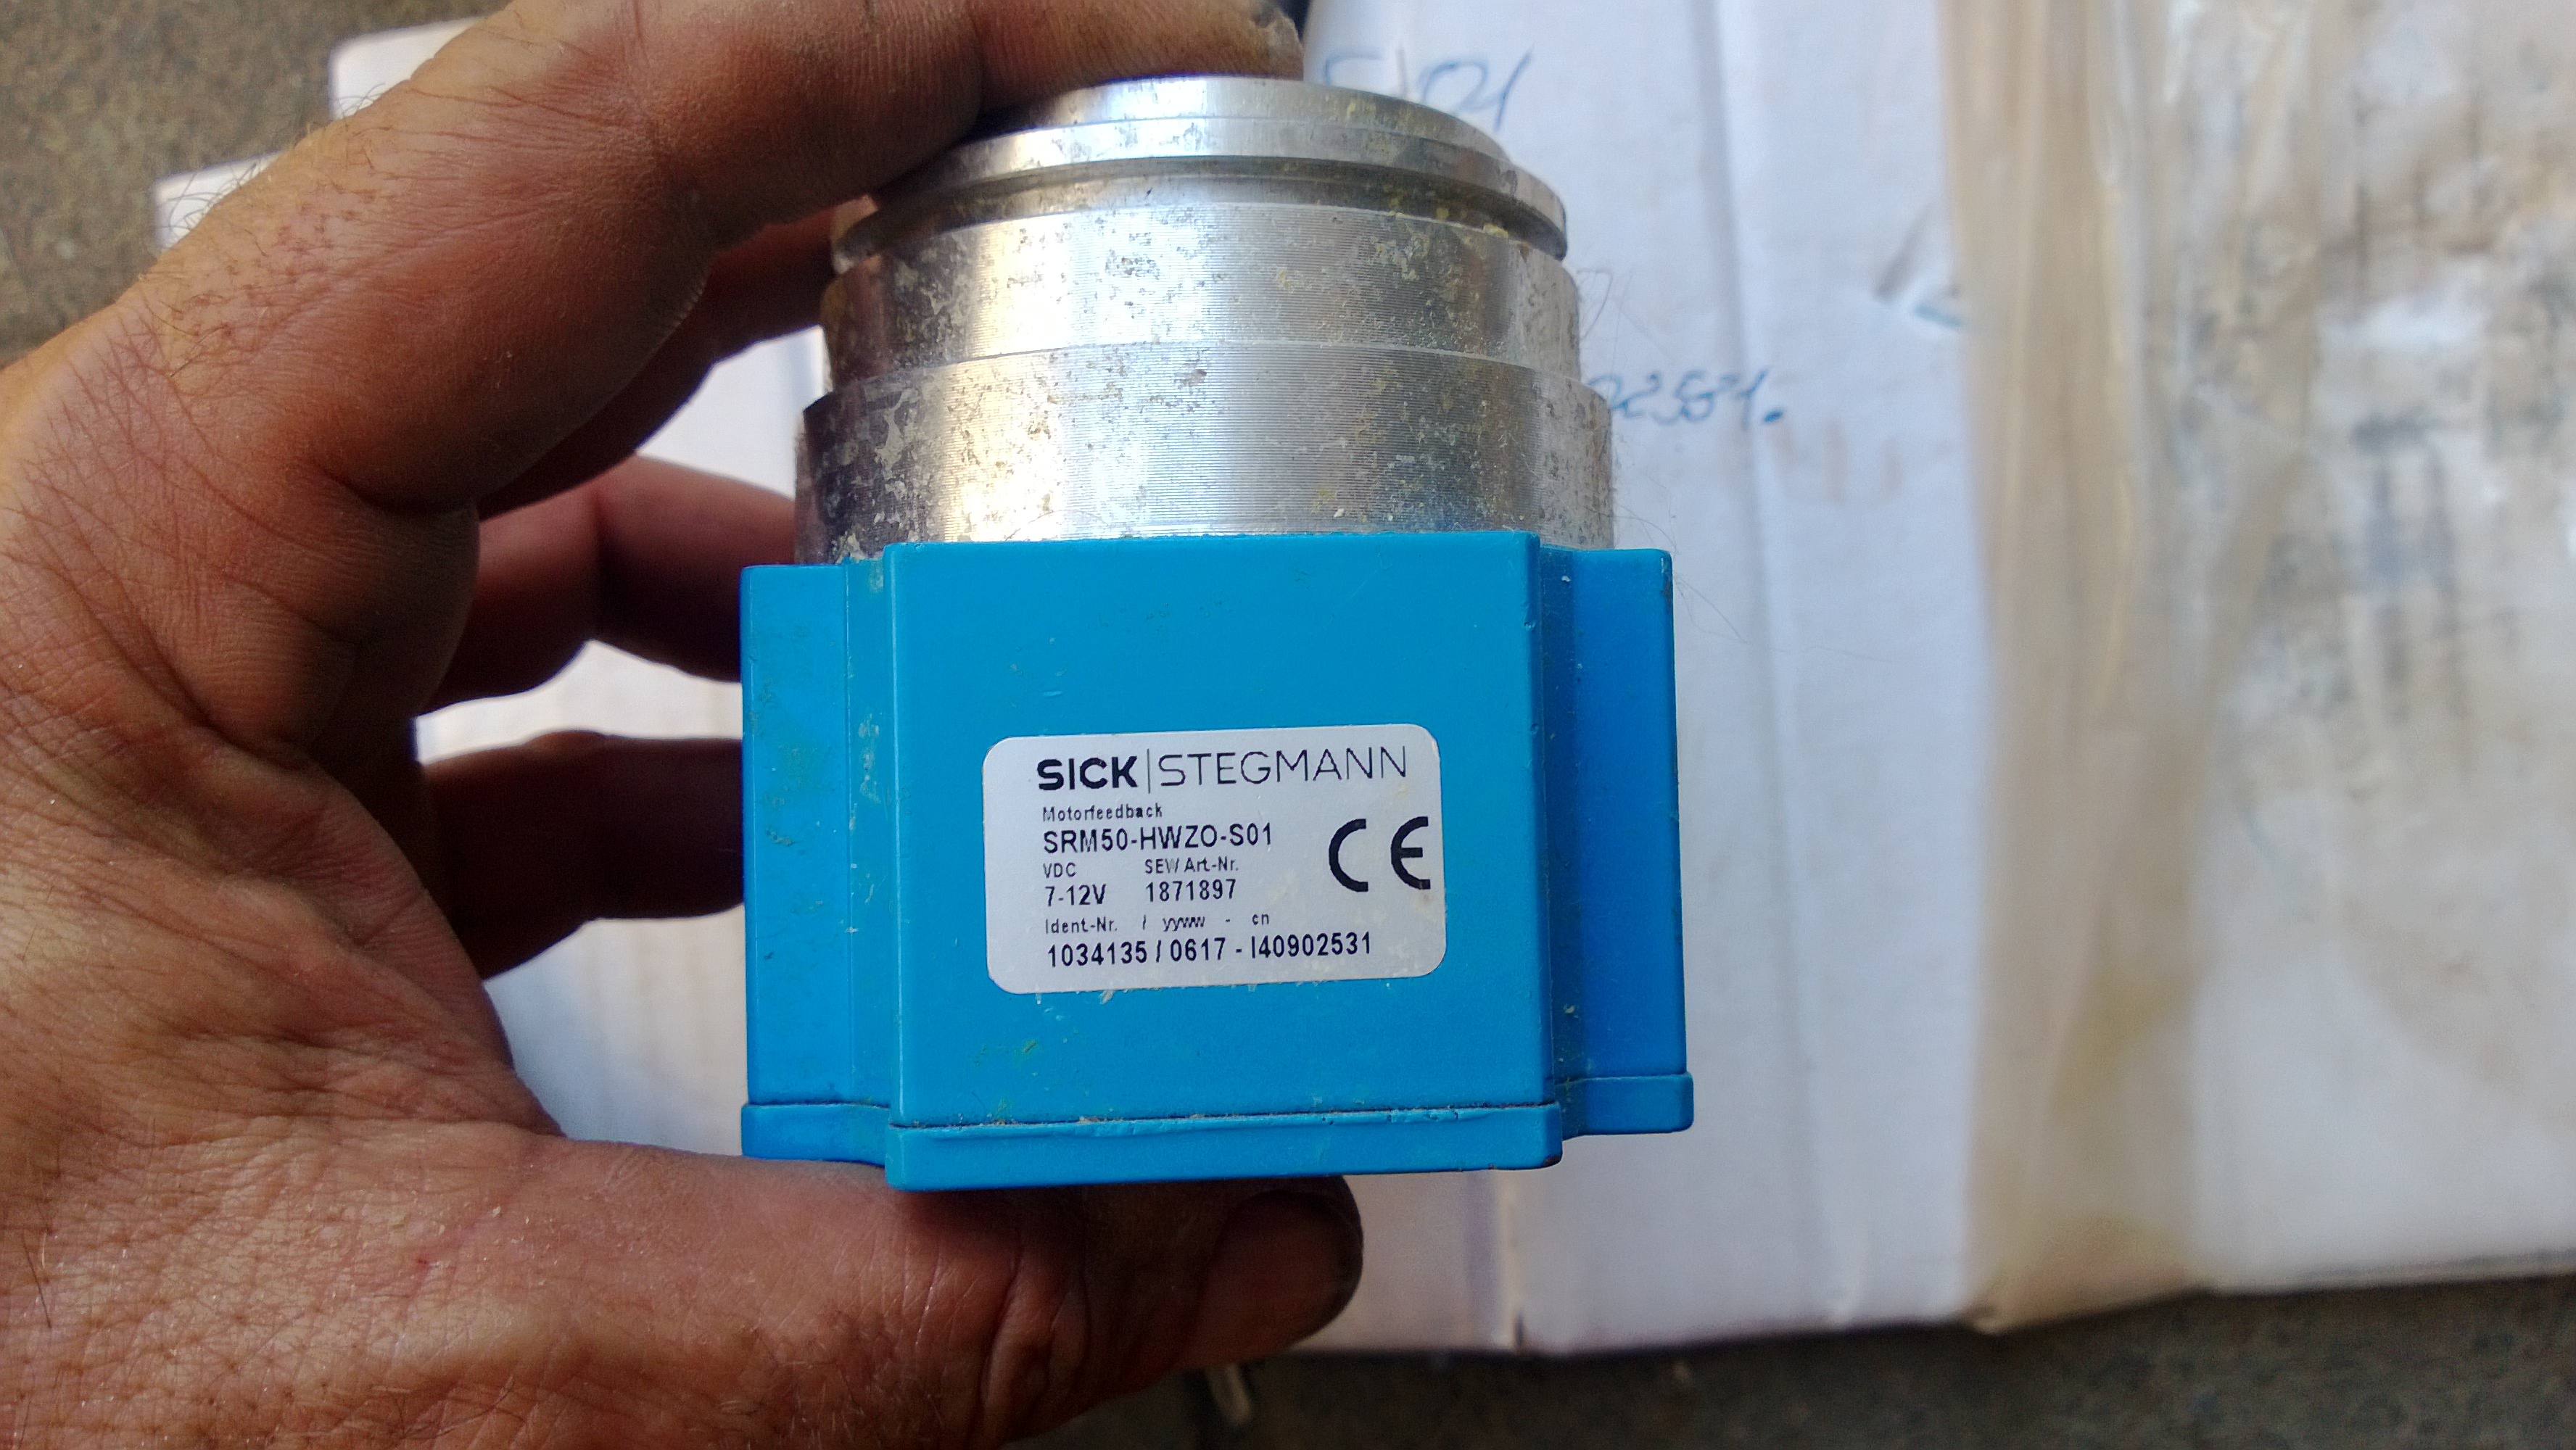 SICK|STEGMANN
Motorfeedback
SRM50-HWZO-S01
VDC SEW Art-Nr.
7-12V 1871897
CE
Ident-Nr. / yyww - cn
1034135 / 0617 - I40902531